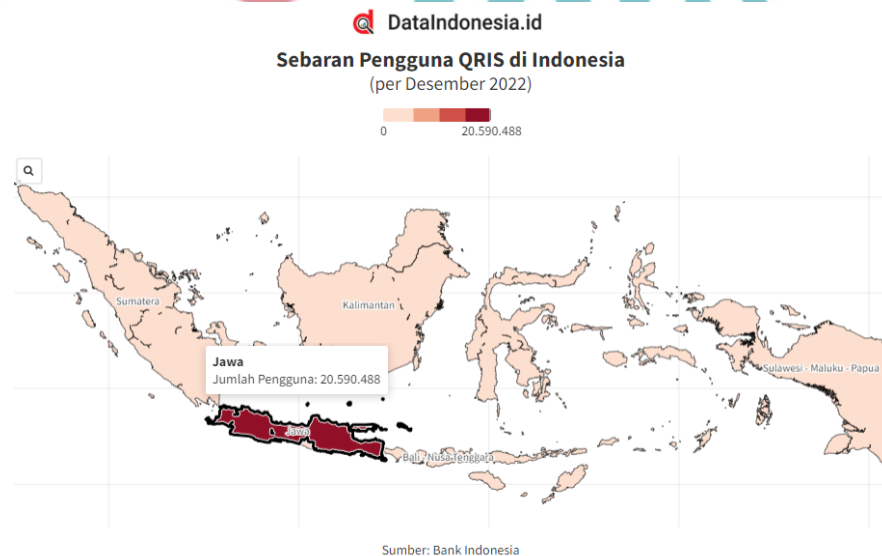 DataIndonesia.id
Sebaran Pengguna QRIS di Indonesia
(per Desember 2022)
0 20.590.488
Sumatera
Kalimantan
Jawa
Jumlah Pengguna: 20.590.488
Sulawesi - Maluku - Papua
Jawa
Bali - Nusa Tenggara
Sumber: Bank Indonesia